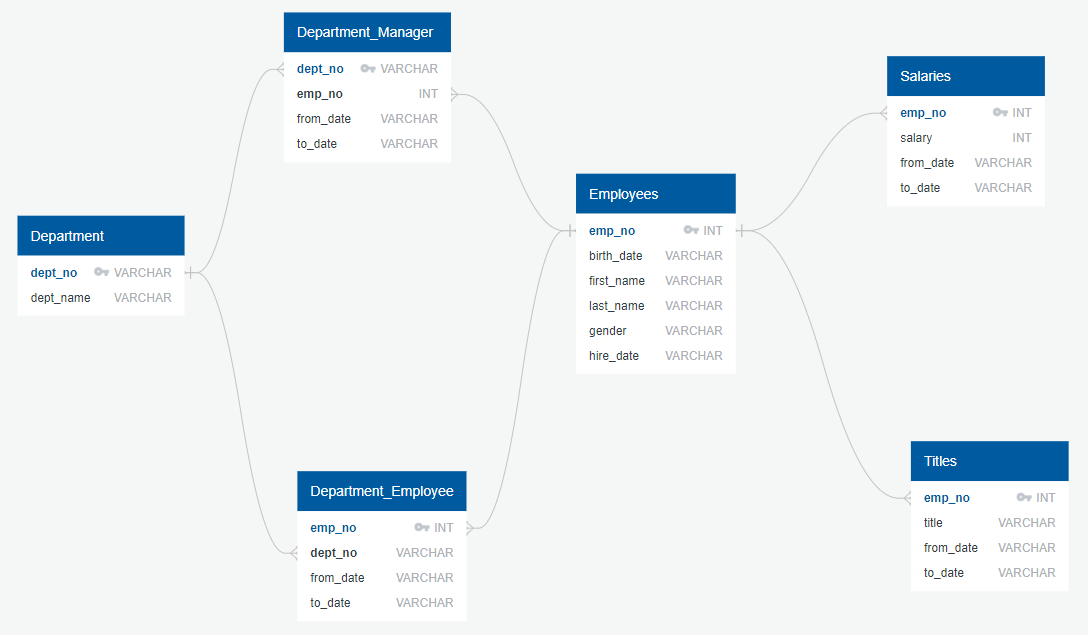 Department_Manager
dept_no VARCHAR
emp_no INT
from_date VARCHAR
to_date VARCHAR
Salaries
emp_no INT
salary INT
from_date VARCHAR
to_date VARCHAR
Employees
emp_no INT
birth_date VARCHAR
first_name VARCHAR
last_name VARCHAR
gender VARCHAR
hire_date VARCHAR
Department
dept_no VARCHAR
dept_name VARCHAR
Department_Employee
emp_no INT
dept_no VARCHAR
from_date VARCHAR
to_date VARCHAR
Titles
emp_no INT
title VARCHAR
from_date VARCHAR
to_date VARCHAR